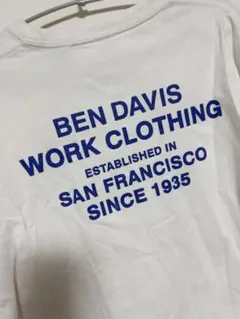 BEN DAVIS
WORK CLOTHING
ESTABLISHED IN
SAN FRANCISCO
SINCE 1935